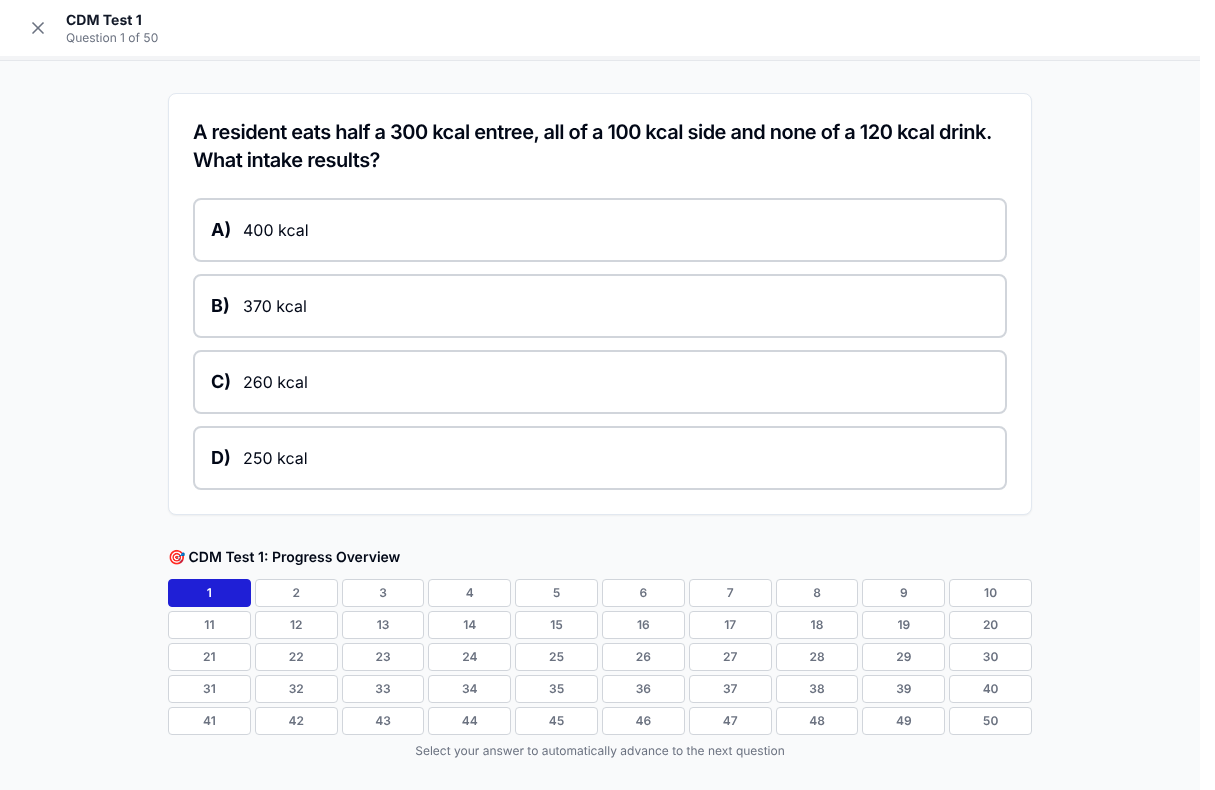 CDM Test 1
Question 1 of 50
A resident eats half a 300 kcal entree, all of a 100 kcal side and none of a 120 kcal drink.
What intake results?
A) 400 kcal
B) 370 kcal
C) 260 kcal
D) 250 kcal
🎯 CDM Test 1: Progress Overview
1 2 3 4 5 6 7 8 9 10
11 12 13 14 15 16 17 18 19 20
21 22 23 24 25 26 27 28 29 30
31 32 33 34 35 36 37 38 39 40
41 42 43 44 45 46 47 48 49 50
Select your answer to automatically advance to the next question